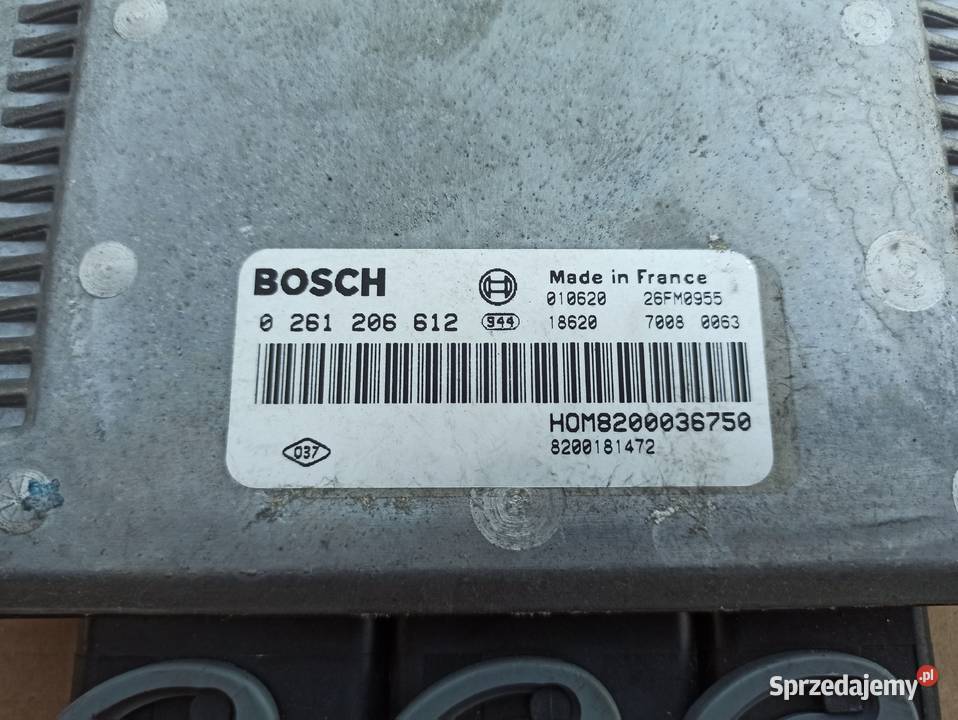 BOSCH
Made in France
010620 26FM0955
0 261 206 612 944 18620 7008 0063
HOM8200036750
037 8200181472
Sprzedajemy.pl